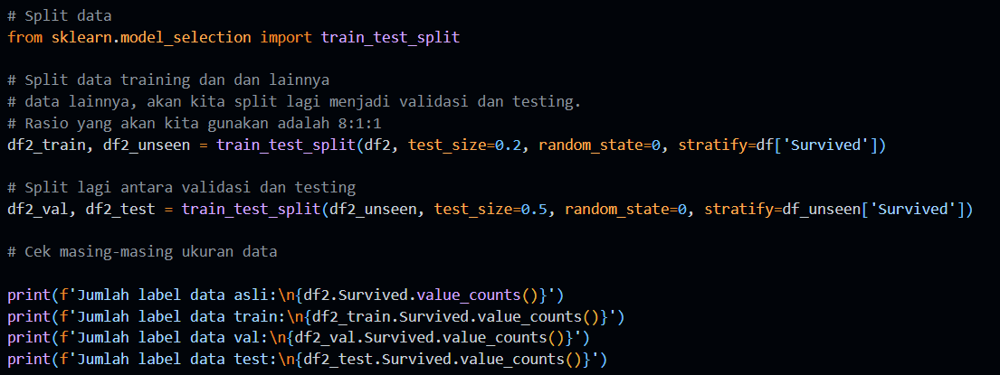 # Split data
from sklearn.model_selection import train_test_split
# Split data training dan dan lainnya
# data lainnya, akan kita split lagi menjadi validasi dan testing.
# Rasio yang akan kita gunakan adalah 8:1:1
df2_train, df2_unseen = train_test_split(df2, test_size=0.2, random_state=0, stratify=df['Survived'])
# Split lagi antara validasi dan testing
df2_val, df2_test = train_test_split(df2_unseen, test_size=0.5, random_state=0, stratify=df_unseen['Survived'])
# Cek masing-masing ukuran data
print(f'Jumlah label data asli:\n{df2.Survived.value_counts()}')
print(f'Jumlah label data train:\n{df2_train.Survived.value_counts()}')
print(f'Jumlah label data val:\n{df2_val.Survived.value_counts()}')
print(f'Jumlah label data test:\n{df2_test.Survived.value_counts()}')